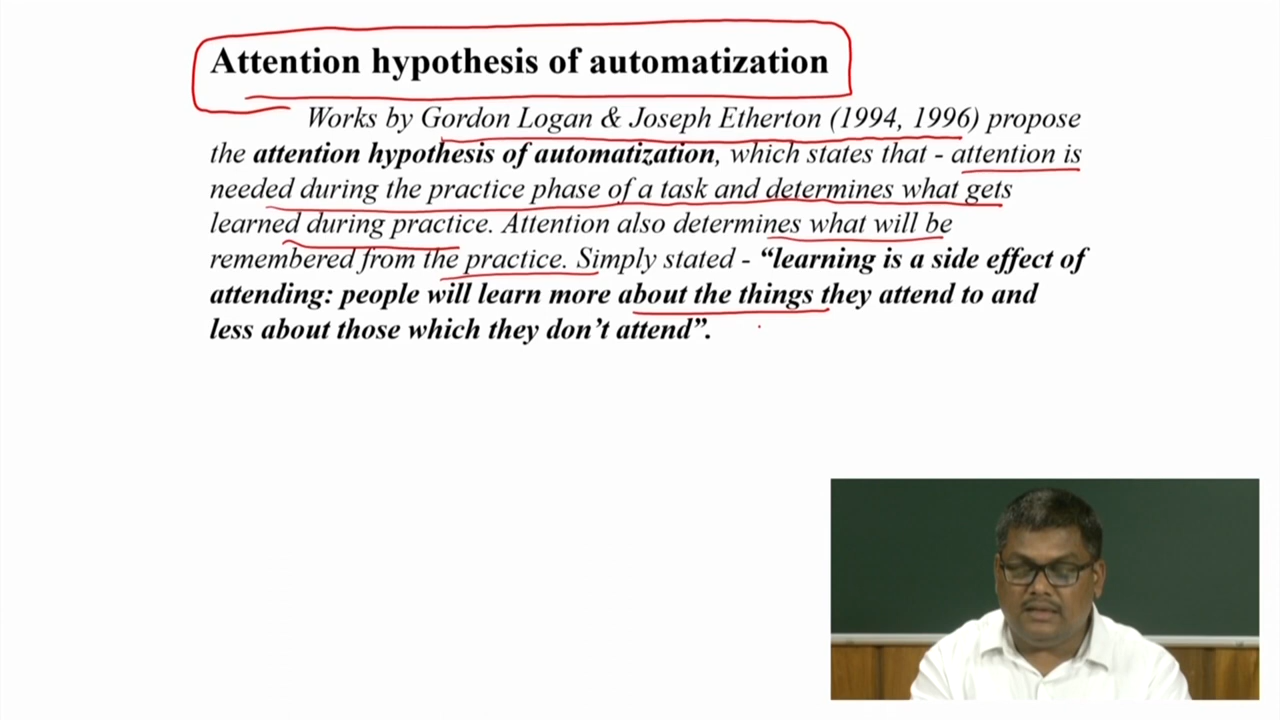 Attention hypothesis of automatization
Works by Gordon Logan & Joseph Etherton (1994, 1996) propose
the attention hypothesis of automatization, which states that - attention is
needed during the practice phase of a task and determines what gets
learned during practice. Attention also determines what will be
remembered from the practice. Simply stated - “learning is a side effect of
attending: people will learn more about the things they attend to and
less about those which they don’t attend”.